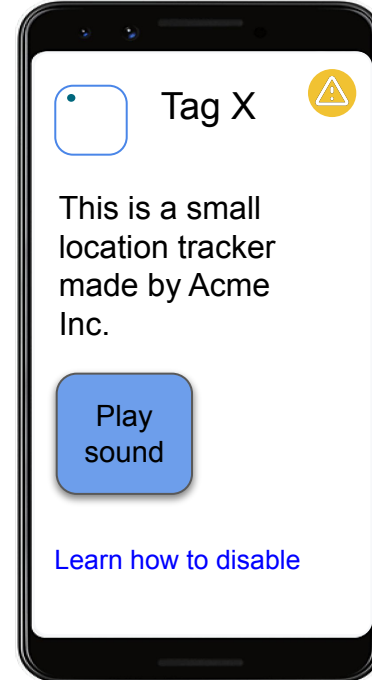 Tag X
This is a small
location tracker
made by Acme
Inc.
Play
sound
Learn how to disable